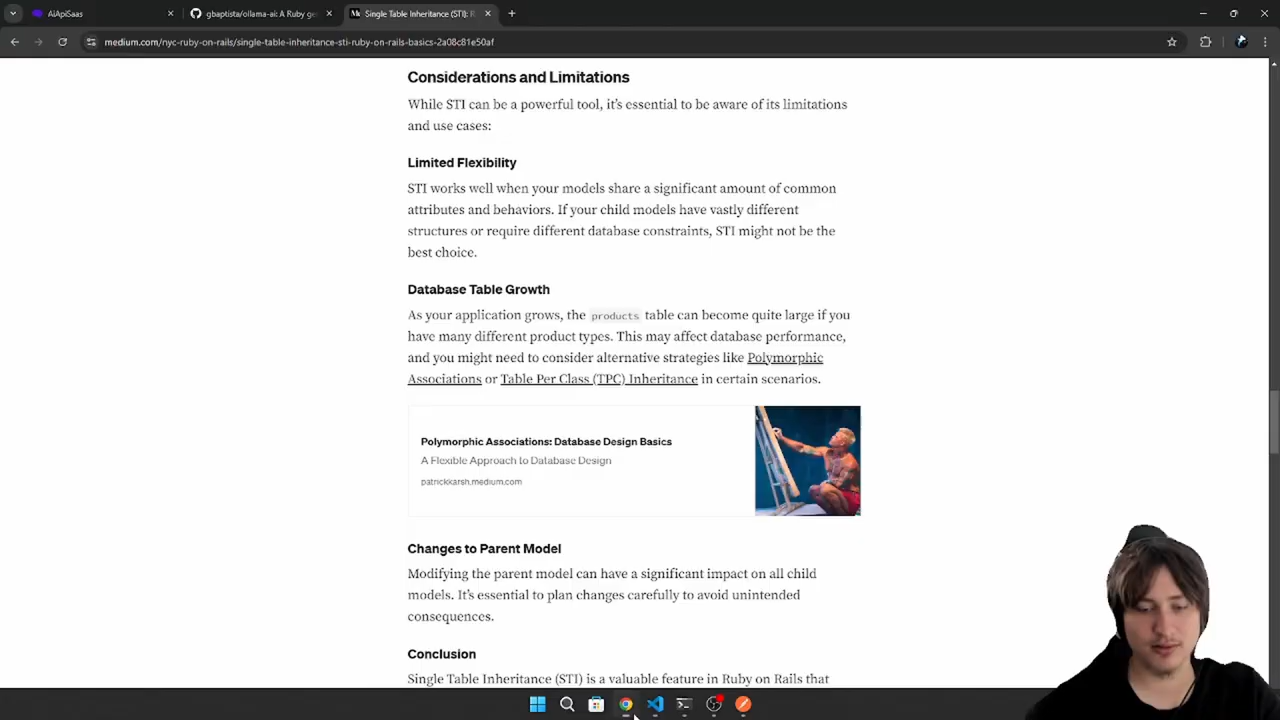 AiApiSaas
gbaptista/ollama-ai: A Ruby ge
Single Table Inheritance (STI): R
medium.com/nyc-ruby-on-rails/single-table-inheritance-sti-ruby-on-rails-basics-2a08c81e50af
Considerations and Limitations
While STI can be a powerful tool, it's essential to be aware of its limitations
and use cases:
Limited Flexibility
STI works well when your models share a significant amount of common
attributes and behaviors. If your child models have vastly different
structures or require different database constraints, STI might not be the
best choice.
Database Table Growth
As your application grows, the products table can become quite large if you
have many different product types. This may affect database performance,
and you might need to consider alternative strategies like Polymorphic
Associations or Table Per Class (TPC) Inheritance in certain scenarios.
Polymorphic Associations: Database Design Basics
A Flexible Approach to Database Design
patrickkarsh.medium.com
Changes to Parent Model
Modifying the parent model can have a significant impact on all child
models. It's essential to plan changes carefully to avoid unintended
consequences.
Conclusion
Single Table Inheritance (STI) is a valuable feature in Ruby on Rails that